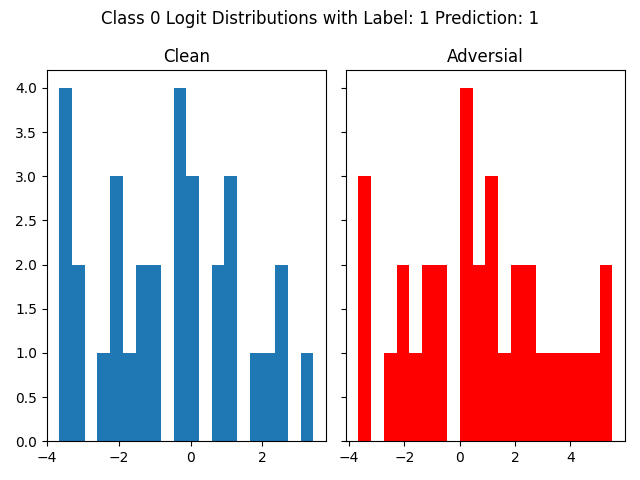 Class 0 Logit Distributions with Label: 1 Prediction: 1
Clean
Adversial
4.0
3.5
3.0
2.5
2.0
1.5
1.0
0.5
0.0
−4 −2 0 2
−4 −2 0 2 4